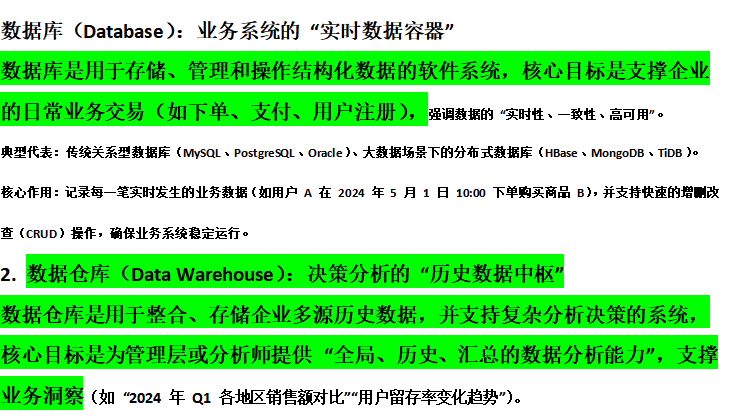 数据库（Database）：业务系统的 “实时数据容器”
数据库是用于存储、管理和操作结构化数据的软件系统，核心目标是支撑企业
的日常业务交易（如下单、支付、用户注册），强调数据的 “实时性、一致性、高可用”。
典型代表：传统关系型数据库（MySQL、PostgreSQL、Oracle）、大数据场景下的分布式数据库（HBase、MongoDB、TiDB）。
核心作用：记录每一笔实时发生的业务数据（如用户 A 在 2024 年 5 月 1 日 10:00 下单购买商品 B），并支持快速的增删改
查（CRUD）操作，确保业务系统稳定运行。
2. 数据仓库（Data Warehouse）：决策分析的 “历史数据中枢”
数据仓库是用于整合、存储企业多源历史数据，并支持复杂分析决策的系统，
核心目标是为管理层或分析师提供 “全局、历史、汇总的数据分析能力”，支撑
业务洞察（如 “2024 年 Q1 各地区销售额对比”“用户留存率变化趋势”）。